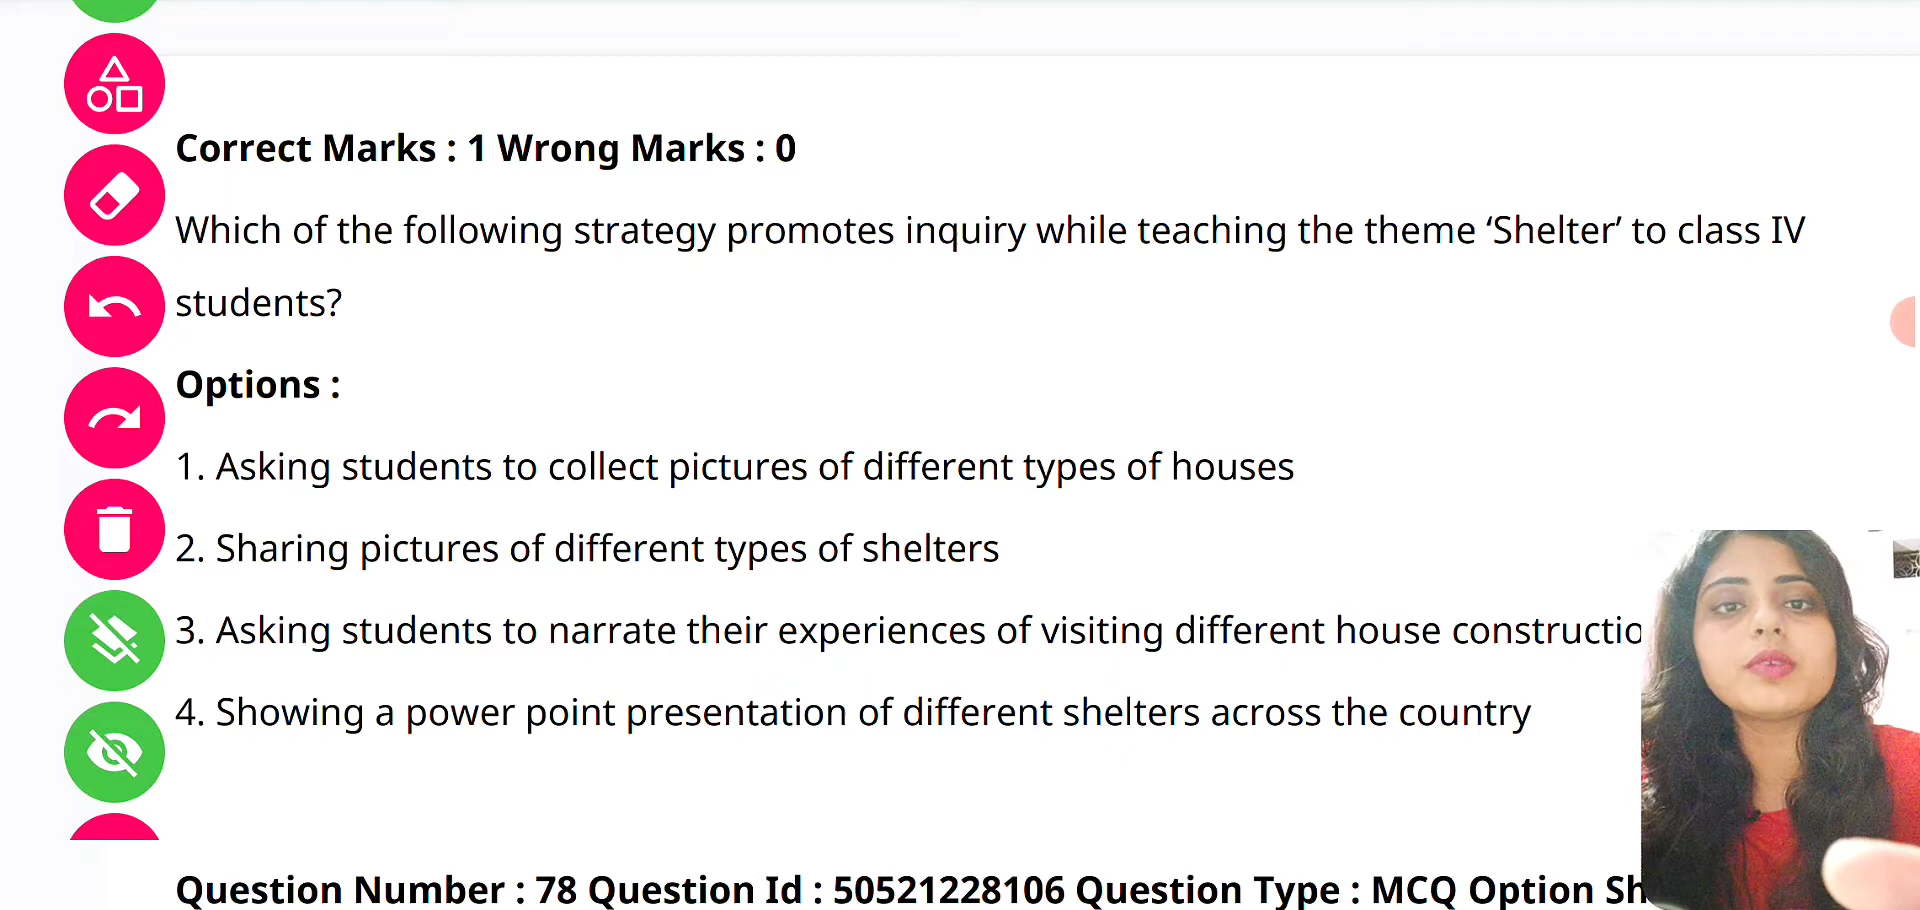 Correct Marks : 1 Wrong Marks : 0
Which of the following strategy promotes inquiry while teaching the theme ‘Shelter’ to class IV
students?
Options :
1. Asking students to collect pictures of different types of houses
2. Sharing pictures of different types of shelters
3. Asking students to narrate their experiences of visiting different house constructio
4. Showing a power point presentation of different shelters across the country
Question Number : 78 Question Id : 50521228106 Question Type : MCQ Option Sh